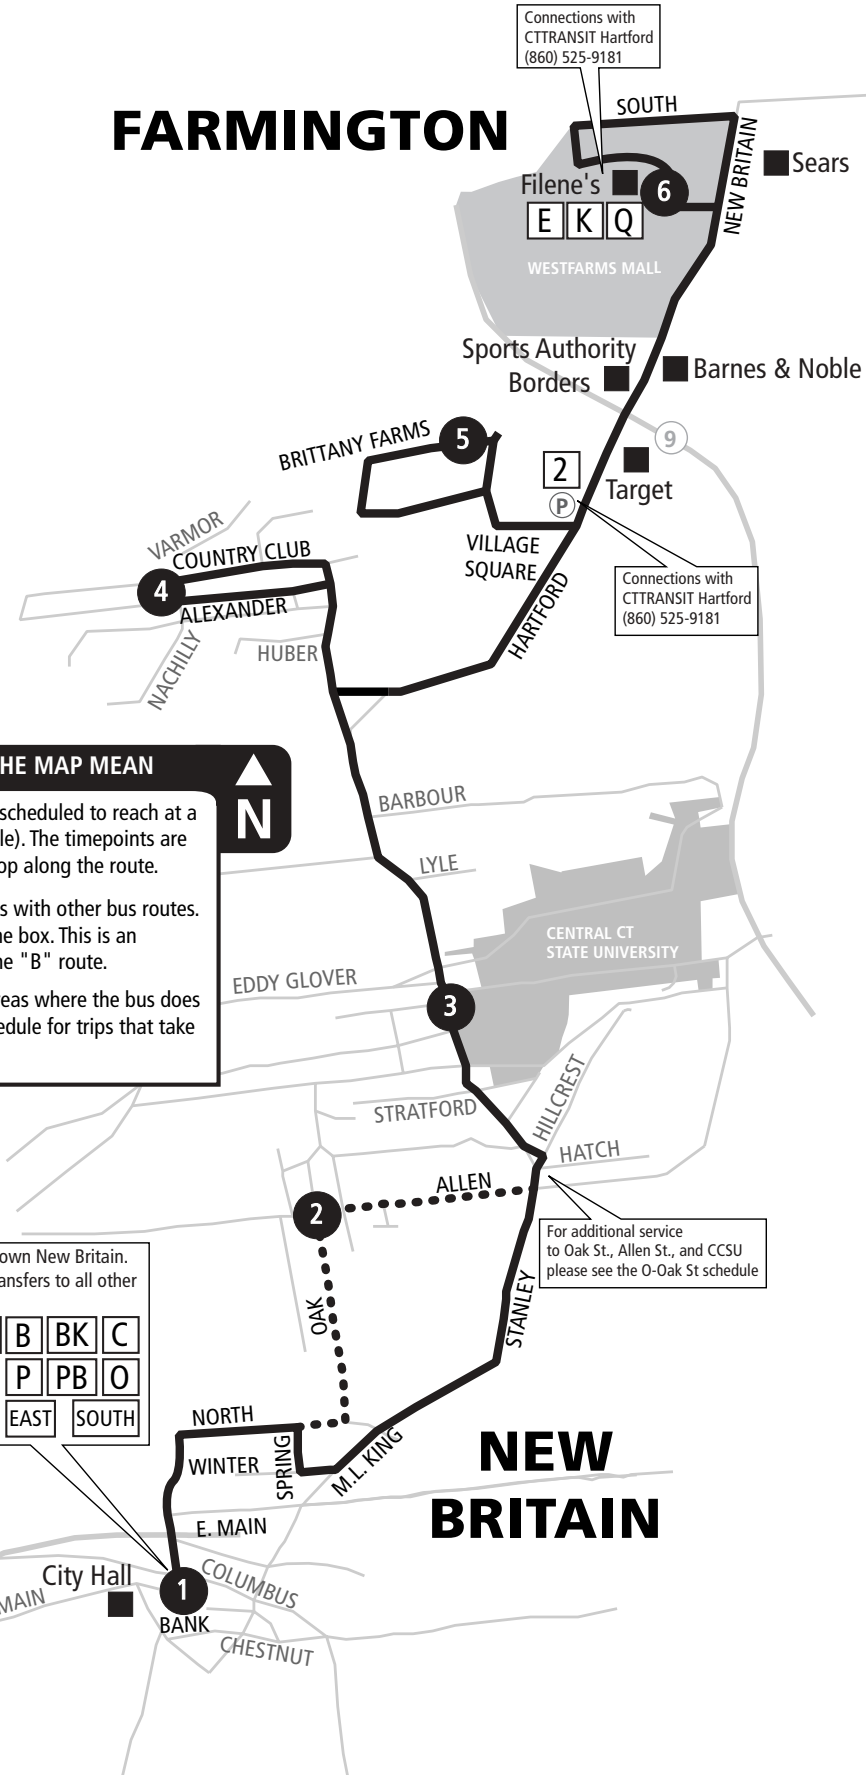 Connections with
CTTRANSIT Hartford
(860) 525-9181
FARMINGTON
SOUTH
NEW BRITAIN
Sears
Filene's
6
E K Q
WESTFARMS MALL
Sports Authority
Borders
Barnes & Noble
9
BRITTANY FARMS
5
2
P
Target
VILLAGE
SQUARE
HARTFORD
Connections with
CTTRANSIT Hartford
(860) 525-9181
VARMOR
COUNTRY CLUB
4
ALEXANDER
NACHILLY
HUBER
HE MAP MEAN
N
scheduled to reach at a
le). The timepoints are
op along the route.
s with other bus routes.
ne box. This is an
he "B" route.
reas where the bus does
edule for trips that take
BARBOUR
LYLE
CENTRAL CT
STATE UNIVERSITY
EDDY GLOVER
3
STRATFORD
HILLCREST
HATCH
ALLEN
2
For additional service
to Oak St., Allen St., and CCSU
please see the O-Oak St schedule
OAK
STANLEY
own New Britain.
ansfers to all other
B BK C
P PB O
EAST SOUTH
NORTH
WINTER
SPRING
M.L. KING
NEW
BRITAIN
E. MAIN
City Hall
MAIN
1
COLUMBUS
BANK
CHESTNUT